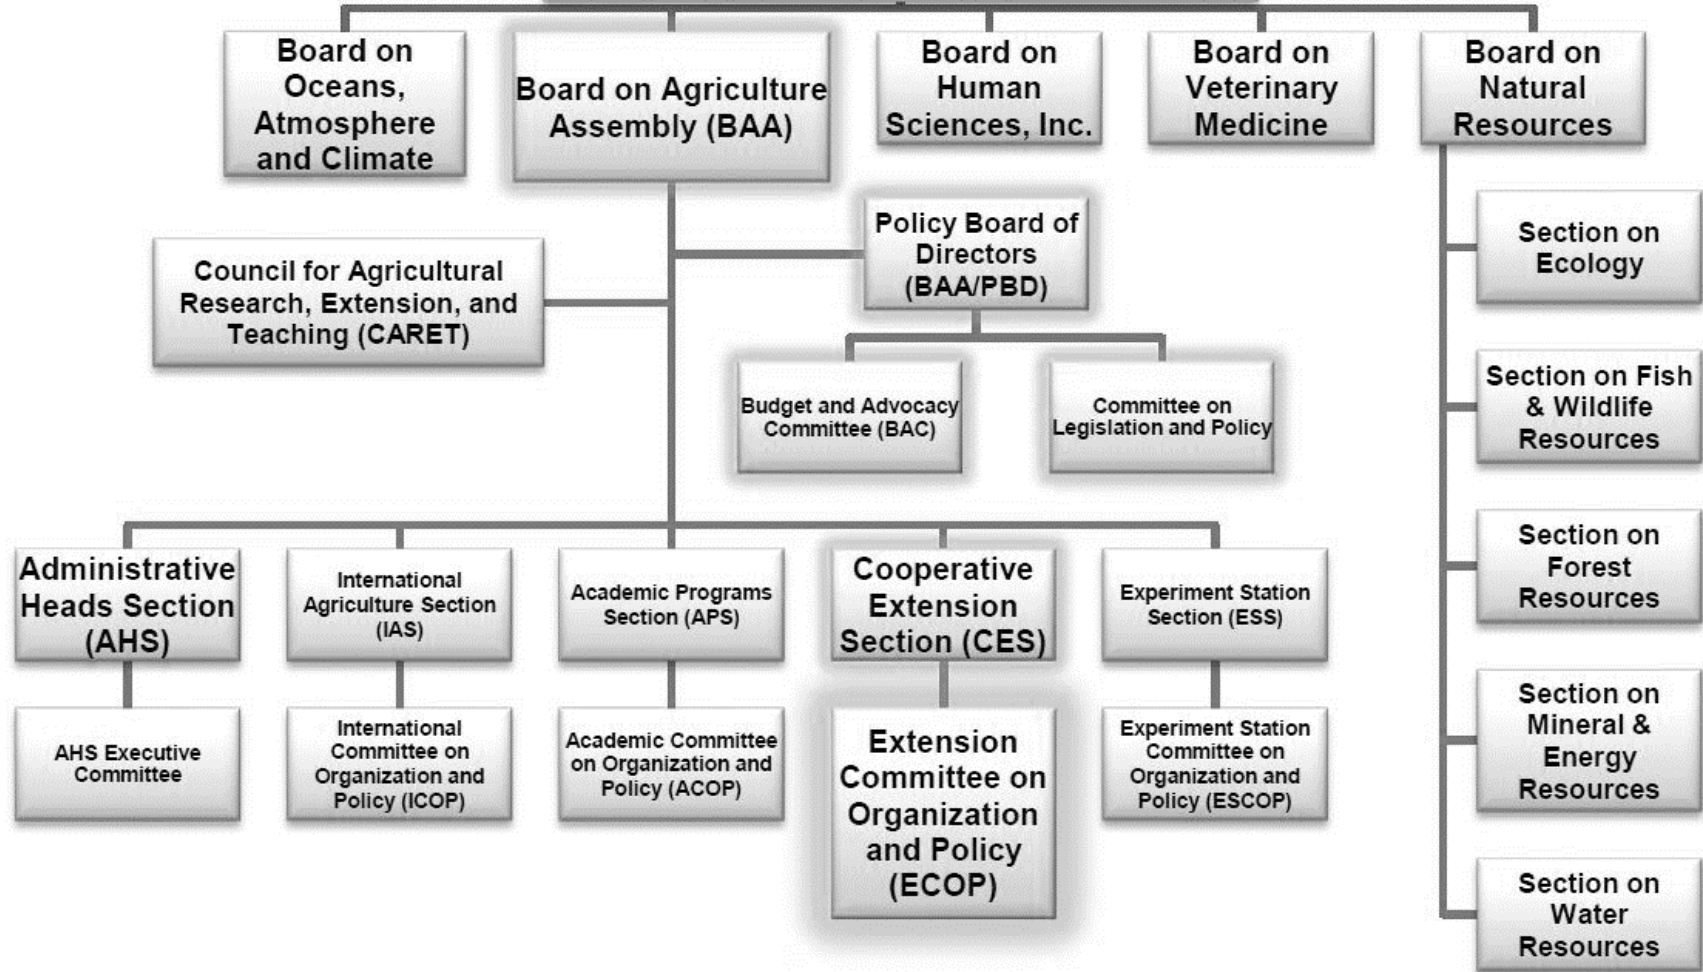 Board on
Oceans,
Atmosphere
and Climate
Board on Agriculture
Assembly (BAA)
Board on
Human
Sciences, Inc.
Board on
Veterinary
Medicine
Board on
Natural
Resources
Policy Board of
Directors
(BAA/PBD)
Council for Agricultural
Research, Extension, and
Teaching (CARET)
Section on
Ecology
Budget and Advocacy
Committee (BAC)
Committee on
Legislation and Policy
Section on Fish
& Wildlife
Resources
Section on
Forest
Resources
Administrative
Heads Section
(AHS)
International
Agriculture Section
(IAS)
Academic Programs
Section (APS)
Cooperative
Extension
Section (CES)
Experiment Station
Section (ESS)
Section on
Mineral &
Energy
Resources
AHS Executive
Committee
International
Committee on
Organization and
Policy (ICOP)
Academic Committee
on Organization and
Policy (ACOP)
Extension
Committee on
Organization
and Policy
(ECOP)
Experiment Station
Committee on
Organization and
Policy (ESCOP)
Section on
Water
Resources